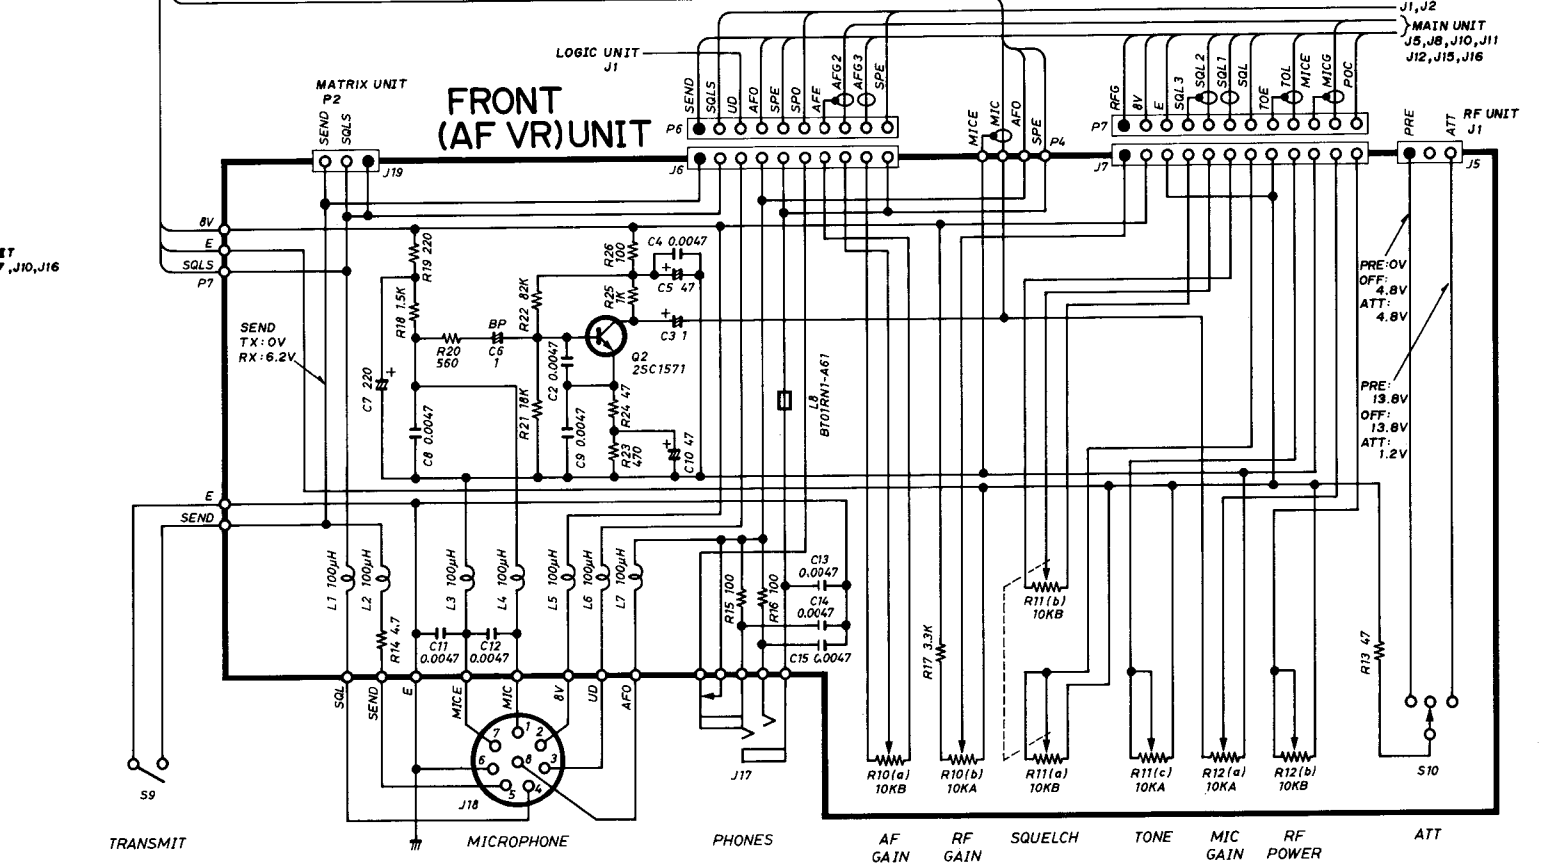 J1,J2
MAIN UNIT
J5,J8,J10,J11
J12,J15,J16
LOGIC UNIT
J1
MATRIX UNIT
P2
SEND
SQLS
J19
FRONT
(AF VR)UNIT
P6
SEND
SQLS
UD
AFO
SPE
SPO
AFE
AFG2
AFG3
SPE
J6
MICE
MIC
AFO
SPE
P4
P7
RFG
8V
E
SQL3
SQL2
SQL1
SQL
TOE
TOL
MICE
MICG
POC
J7
PRE
ATT
RF UNIT
J1
J5
8V
E
SQLS
P7
,J10,J16
SEND
TX:0V
RX:6.2V
R19 220
R18 1.5K
C7 220
+
R20
560
BP
C6
1
C8 0.0047
R22 82K
R21 18K
C2 0.0047
C9 0.0047
R26
100
R25
1K
C4 0.0047
+
C5 47
+
C3 1
Q2
2SC1571
R24 47
R23
470
+
C10 47
L8
BT01RN1-A61
PRE:0V
OFF:
4.8V
ATT:
4.8V
PRE:
13.8V
OFF:
13.8V
ATT:
1.2V
E
SEND
L1 100μH
L2 100μH
L3 100μH
L4 100μH
L5 100μH
L6 100μH
L7 100μH
R14 4.7
C11
0.0047
C12
0.0047
R15 100
R16 100
C13
0.0047
C14
0.0047
C15 0.0047
R17 3.3K
R11(b)
10KB
R13 47
SQL
SEND
E
MICE
MIC
8V
UD
AFO
1
2
3
4
5
6
7
8
J18
J17
S9
R10(a)
10KB
R10(b)
10KA
R11(a)
10KB
R11(c)
10KA
R12(a)
10KB
R12(b)
10KB
S10
TRANSMIT
MICROPHONE
PHONES
AF
GAIN
RF
GAIN
SQUELCH
TONE
MIC
GAIN
RF
POWER
ATT